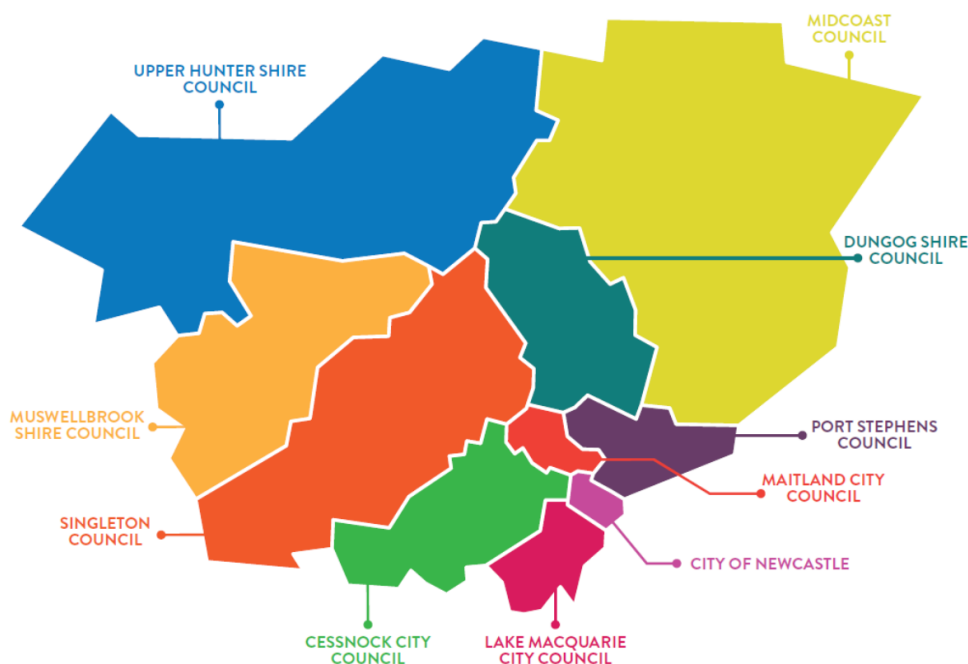 MIDCOAST
COUNCIL
UPPER HUNTER SHIRE
COUNCIL
DUNGOG SHIRE
COUNCIL
MUSWELLBROOK
SHIRE COUNCIL
PORT STEPHENS
COUNCIL
MAITLAND CITY
COUNCIL
SINGLETON
COUNCIL
CITY OF NEWCASTLE
CESSNOCK CITY
COUNCIL
LAKE MACQUARIE
CITY COUNCIL